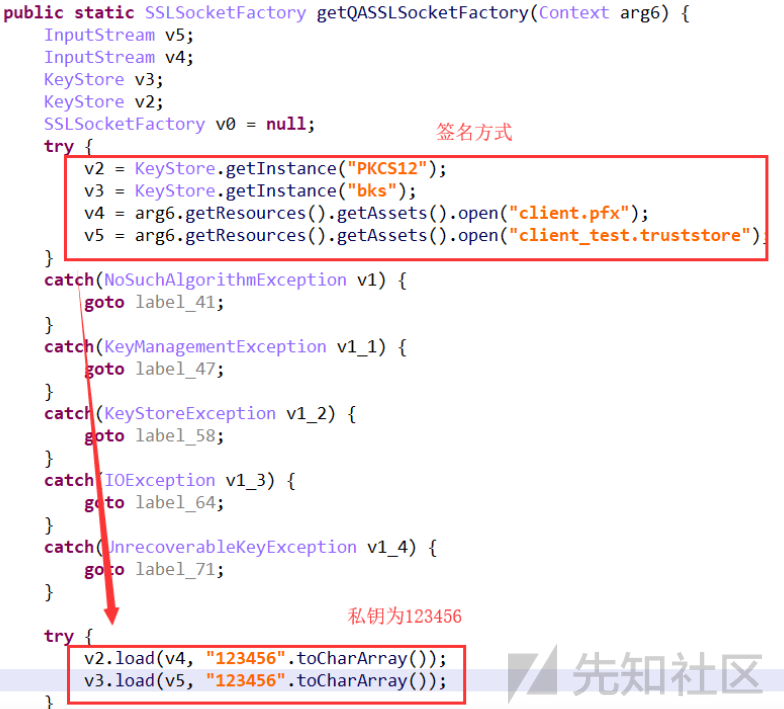 public static SSLSocketFactory getQASSLSocketFactory(Context arg6) {
InputStream v5;
InputStream v4;
KeyStore v3;
KeyStore v2;
SSLSocketFactory v0 = null;
签名方式
try {
v2 = KeyStore.getInstance("PKCS12");
v3 = KeyStore.getInstance("bks");
v4 = arg6.getResources().getAssets().open("client.pfx");
v5 = arg6.getResources().getAssets().open("client_test.truststore");
}
catch(NoSuchAlgorithmException v1) {
goto label_41;
}
catch(KeyManagementException v1_1) {
goto label_47;
}
catch(KeyStoreException v1_2) {
goto label_58;
}
catch(IOException v1_3) {
goto label_64;
}
catch(UnrecoverableKeyException v1_4) {
goto label_71;
}
私钥为123456
try {
v2.load(v4, "123456".toCharArray());
v3.load(v5, "123456".toCharArray());
}
先知社区